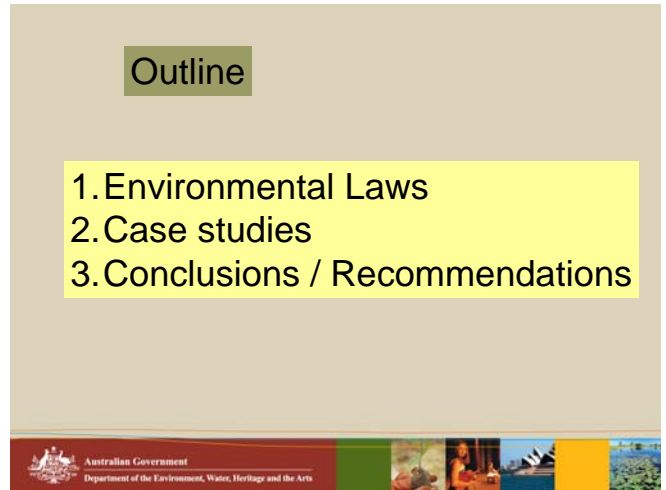 Outline
1.Environmental Laws
2.Case studies
3.Conclusions / Recommendations
Australian Government
Department of the Environment, Water, Heritage and the Arts